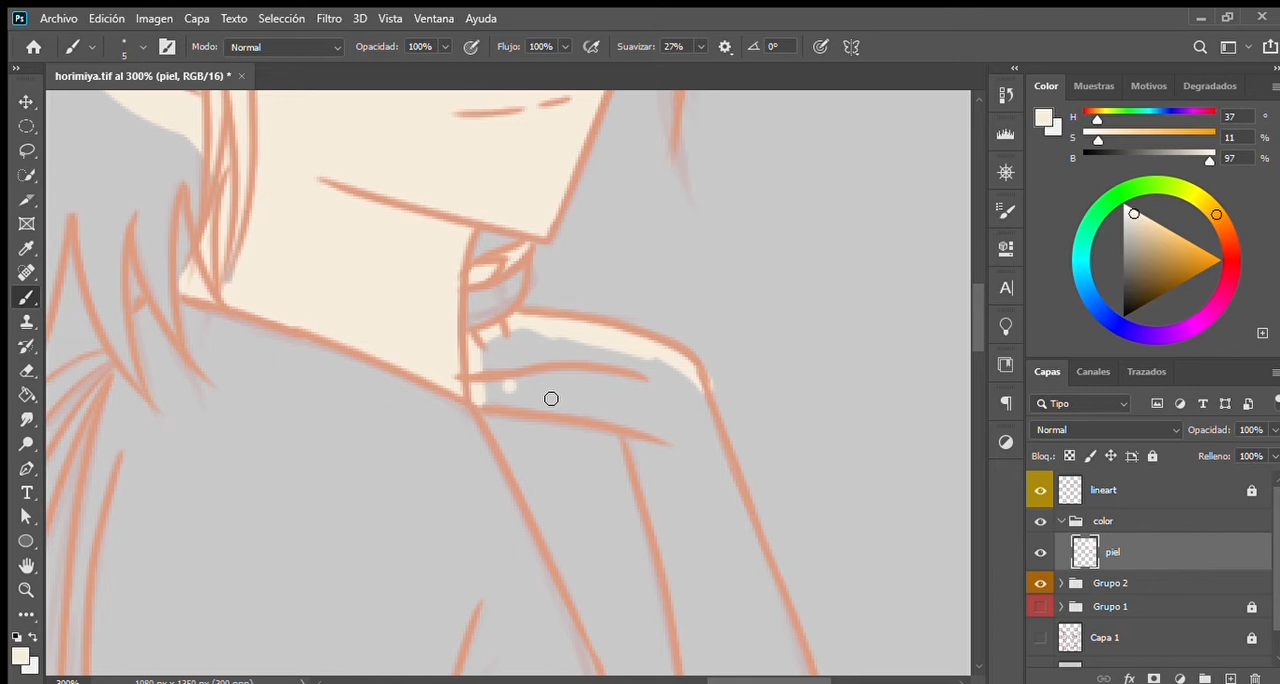 Ps Archivo Edición Imagen Capa Texto Selección Filtro 3D Vista Ventana Ayuda
5 Modo: Normal Opacidad: 100% Flujo: 100% Suavizar: 27% 0°
horimiya.tif al 300% (piel, RGB/16) *
Color Muestras Motivos Degradados
H 37 °
S 11 %
B 97 %
Capas Canales Trazados
Tipo
Normal Opacidad: 100%
Bloq.: Relleno: 100%
lineart
color
piel
Grupo 2
Grupo 1
Capa 1
300% 1080 px x 1350 px (300 ppp)